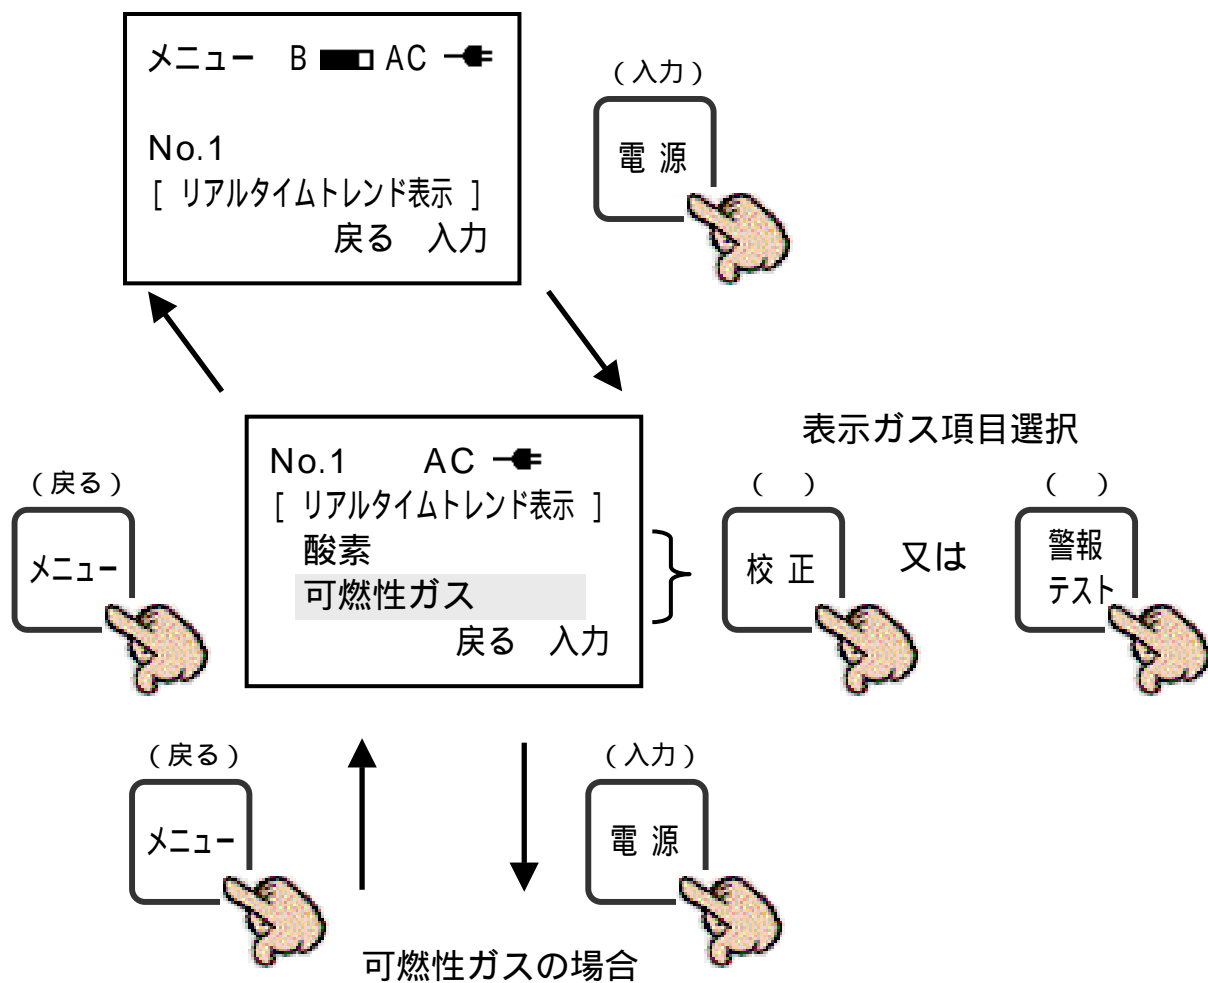 メニュー B AC
No.1
[ リアルタイムトレンド表示 ]
戻る 入力
(入力)
電 源
No.1 AC
[ リアルタイムトレンド表示 ]
酸素
可燃性ガス
戻る 入力
(戻る)
メニュー
表示ガス項目選択
( )
校 正
又は
( )
警報
テスト
(戻る)
メニュー
(入力)
電 源
可燃性ガスの場合